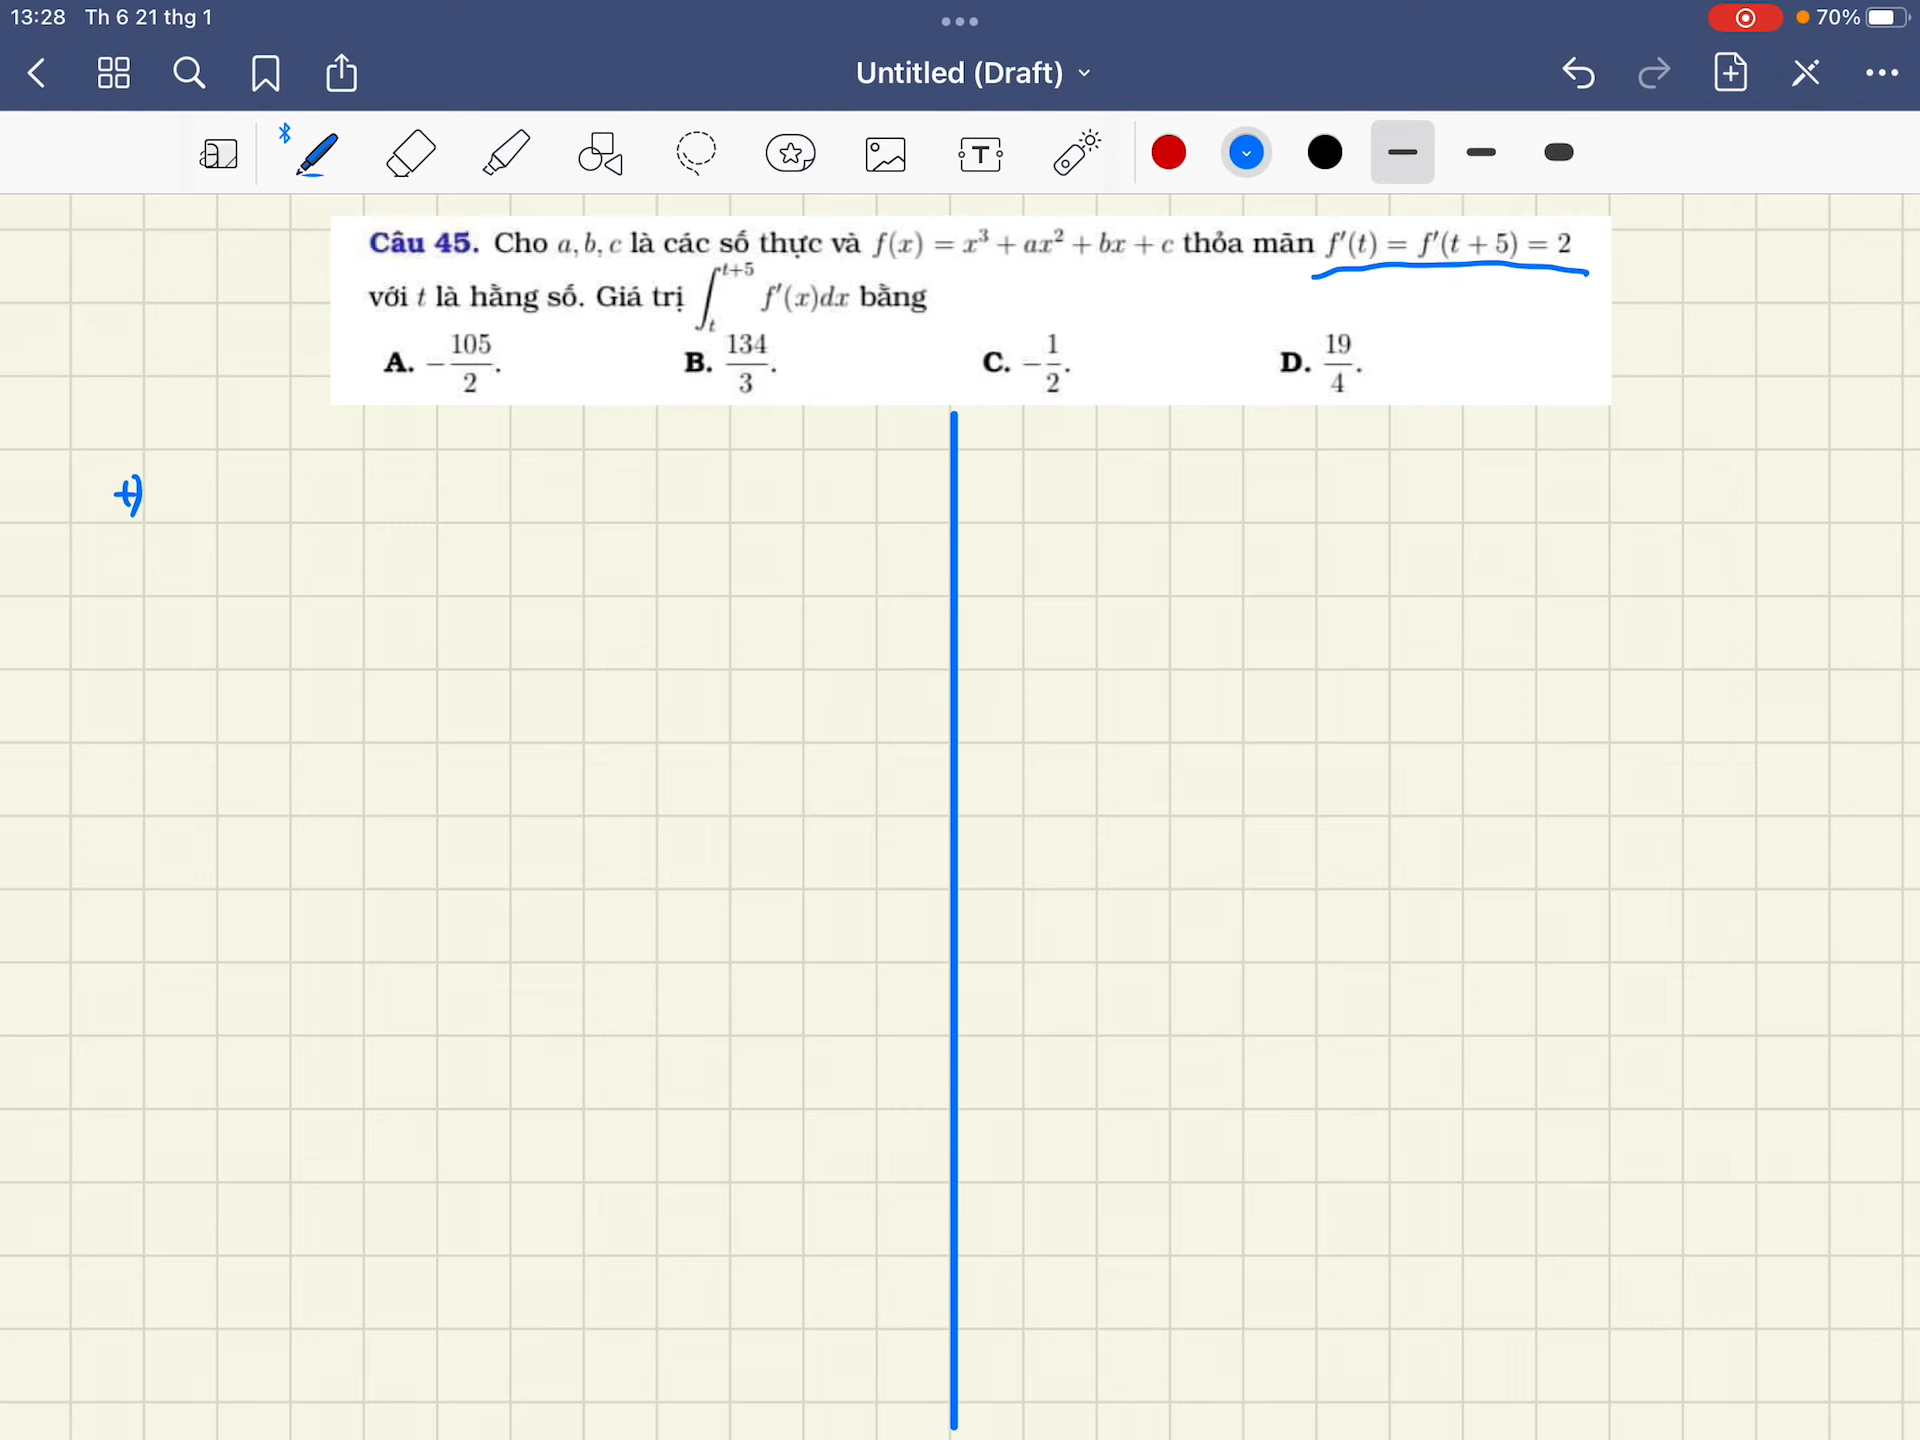 13:28 Th 6 21 thg 1
70%
Untitled (Draft)
Câu 45. Cho a, b, c là các số thực và f(x) = x³ + ax² + bx + c thỏa mãn f′(t) = f′(t + 5) = 2
với t là hằng số. Giá trị ∫_t^{t+5} f′(x)dx bằng
A. −105/2. B. 134/3. C. −1/2. D. 19/4.
+)